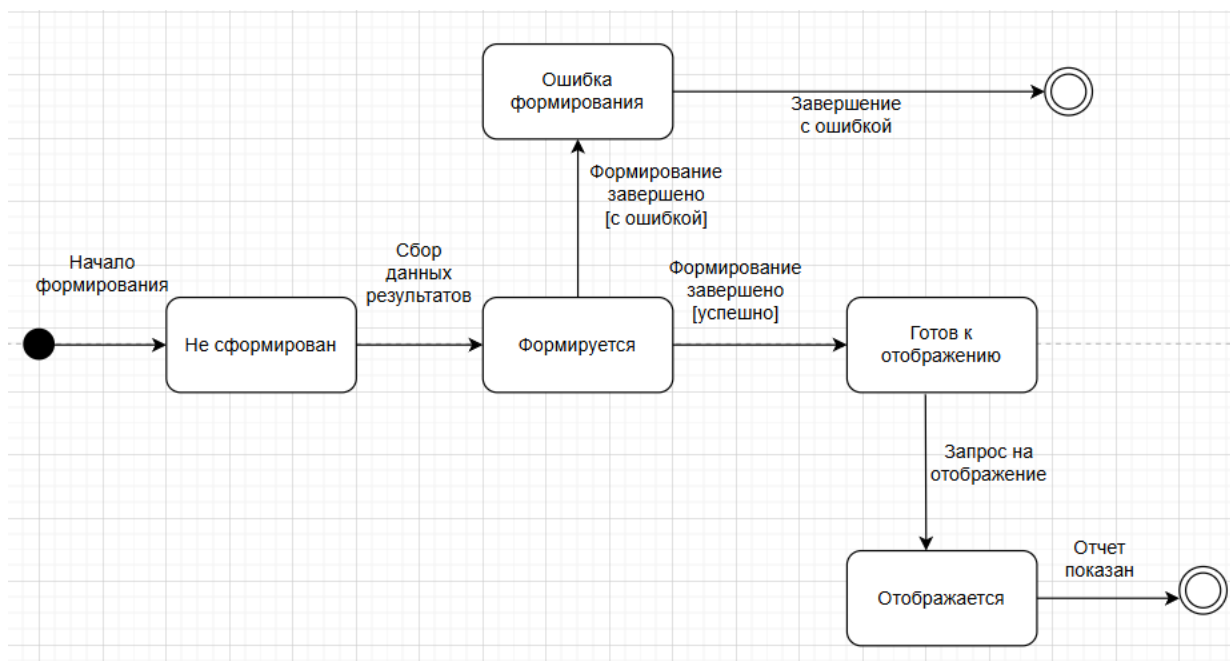 Ошибка
формирования
Завершение
с ошибкой
Формирование
завершено
[с ошибкой]
Начало
формирования
Сбор
данных
результатов
Формирование
завершено
[успешно]
Не сформирован
Формируется
Готов к
отображению
Запрос на
отображение
Отображается
Отчет
показан